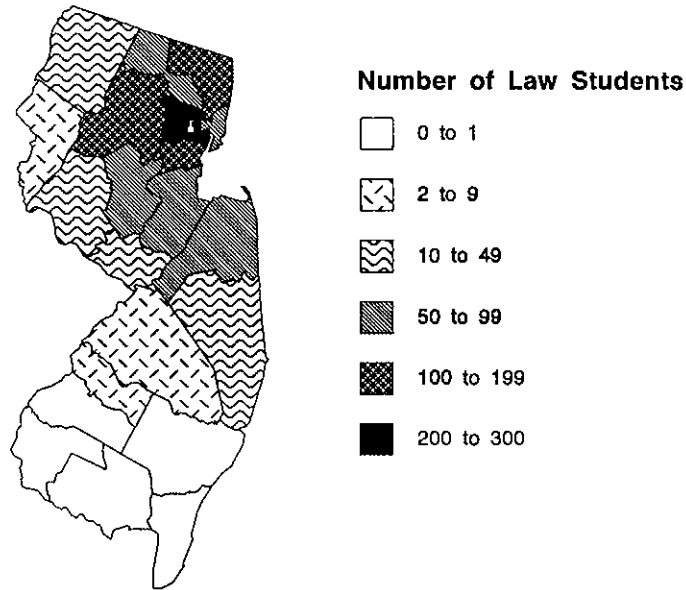 Number of Law Students
0 to 1
2 to 9
10 to 49
50 to 99
100 to 199
200 to 300